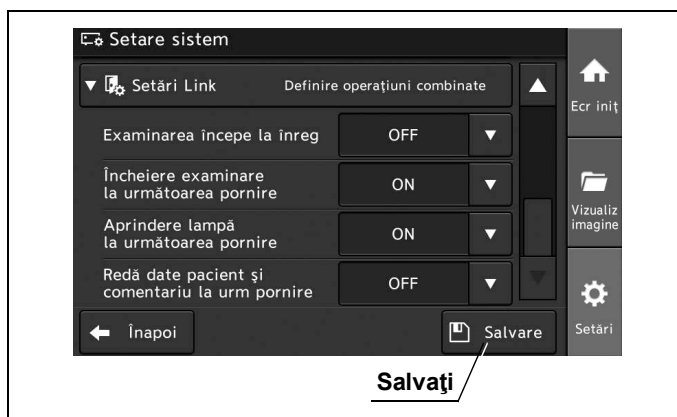 Setare sistem
Setări Link Definire operaţiuni combinate
Examinarea începe la înreg OFF
Încheiere examinare
la următoarea pornire ON
Aprindere lampă
la următoarea pornire ON
Redă date pacient şi
comentariu la urm pornire OFF
Înapoi Salvare
Ecr iniţ
Vizualiz
imagine
Setări
Salvaţi